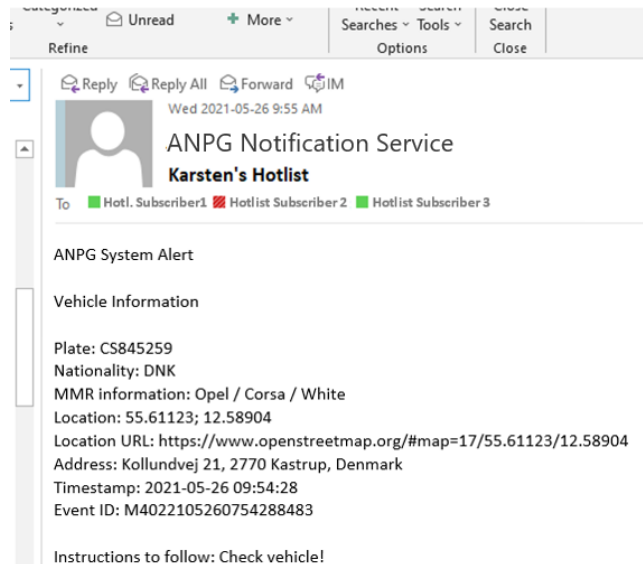 Unread
+ More
Searches Tools
Search
Refine
Options
Close
Reply Reply All Forward IM
Wed 2021-05-26 9:55 AM
ANPG Notification Service
Karsten's Hotlist
To Hotl. Subscriber1 Hotlist Subscriber 2 Hotlist Subscriber 3
ANPG System Alert
Vehicle Information
Plate: CS845259
Nationality: DNK
MMR information: Opel / Corsa / White
Location: 55.61123; 12.58904
Location URL: https://www.openstreetmap.org/#map=17/55.61123/12.58904
Address: Kollundvej 21, 2770 Kastrup, Denmark
Timestamp: 2021-05-26 09:54:28
Event ID: M4022105260754288483
Instructions to follow: Check vehicle!